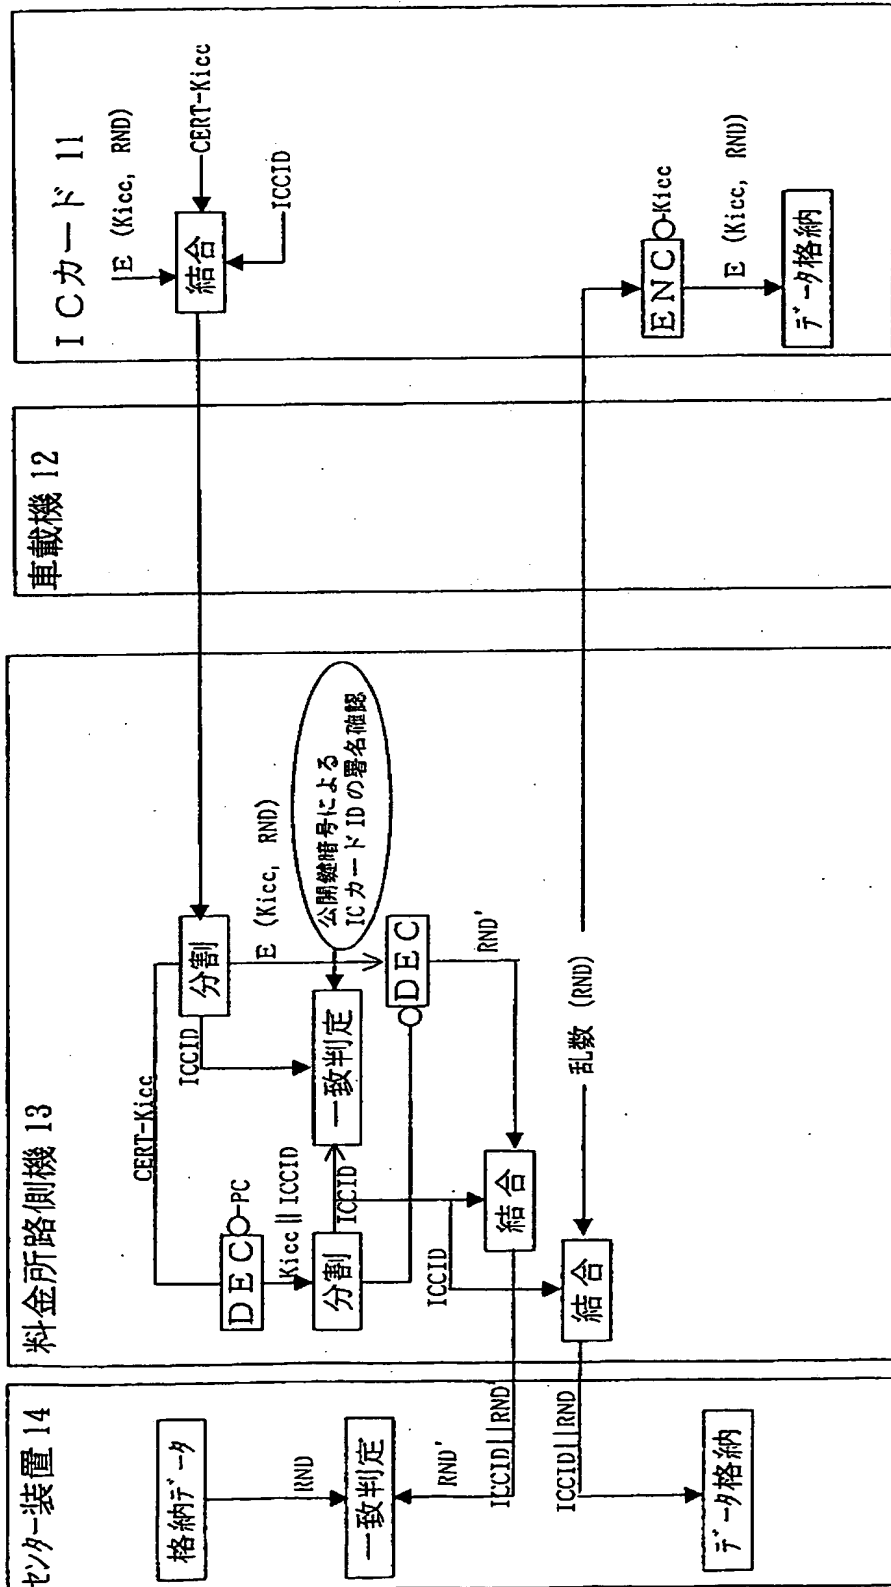 センター装置 14
格納データ
RND
一致判定
RND'
ICCID||RND'
ICCID||RND
データ格納
料金所路側機 13
CERT-Kicc
DEC
PC
Kicc || ICCID
分割
ICCID
分割
ICCID
一致判定
E (Kicc, RND)
公開鍵暗号による
ICカードIDの署名確認
DEC
RND'
ICCID
結合
結合
乱数 (RND)
車載機 12
ICカード 11
E (Kicc, RND)
CERT-Kicc
結合
ICCID
ENC
Kicc
E (Kicc, RND)
データ格納